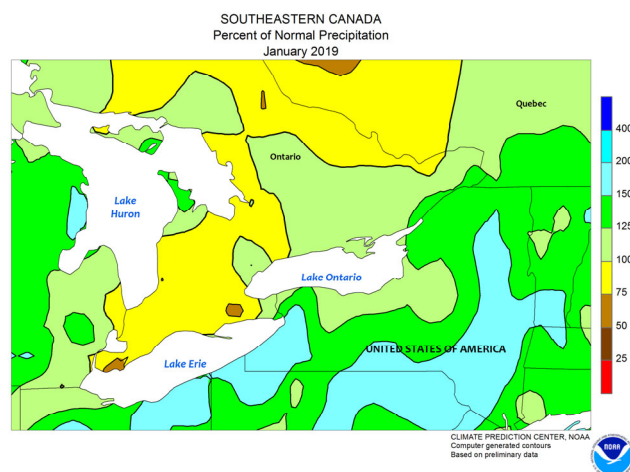 SOUTHEASTERN CANADA
Percent of Normal Precipitation
January 2019
Quebec
Ontario
Lake
Huron
Lake Ontario
UNITED STATES OF AMERICA
Lake Erie
400
200
150
125
100
75
50
25
CLIMATE PREDICTION CENTER, NOAA
Computer generated contours
Based on preliminary data
NOAA